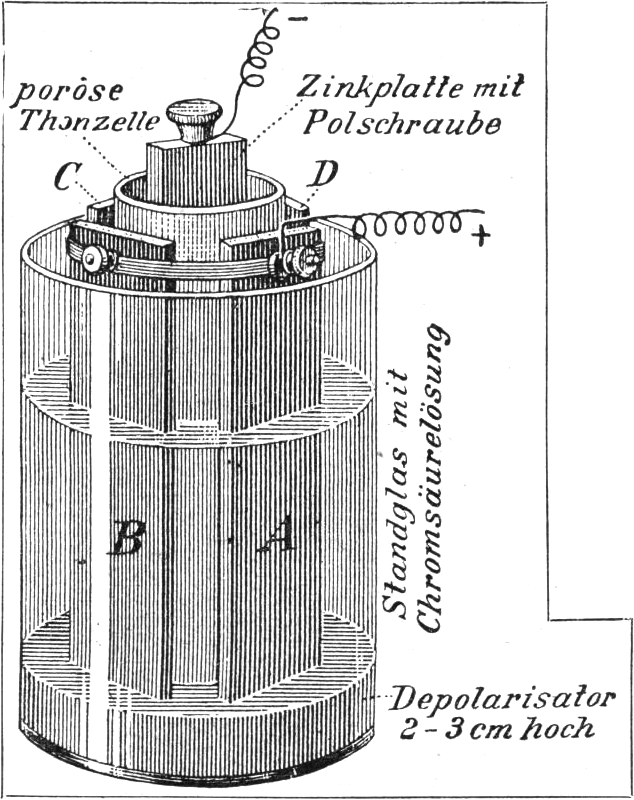 −
poröse
Thonzelle
Zinkplatte mit
Polschraube
C
D
+
Standglas mit
Chromsäurelösung
B
A
Depolarisator
2-3 cm hoch